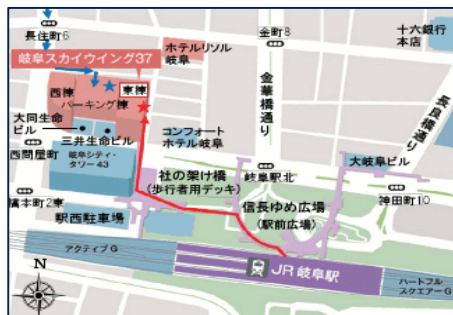 長住町6
金町8
十六銀行
本店
岐阜スカイウイング37
ホテルリソル
岐阜
東棟
西棟
パーキング棟
金華橋通り
長良橋通り
大同生命
ビル
三井生命ビル
コンフォート
ホテル岐阜
西問屋町
岐阜シティ・
タワー43
大岐阜ビル
杜の架け橋
(歩行者用デッキ)
岐阜駅北
神田町10
橋本町2東
信長ゆめ広場
(駅前広場)
駅西駐車場
アクティブG
JR岐阜駅
ハートフル
スクエアーG
N